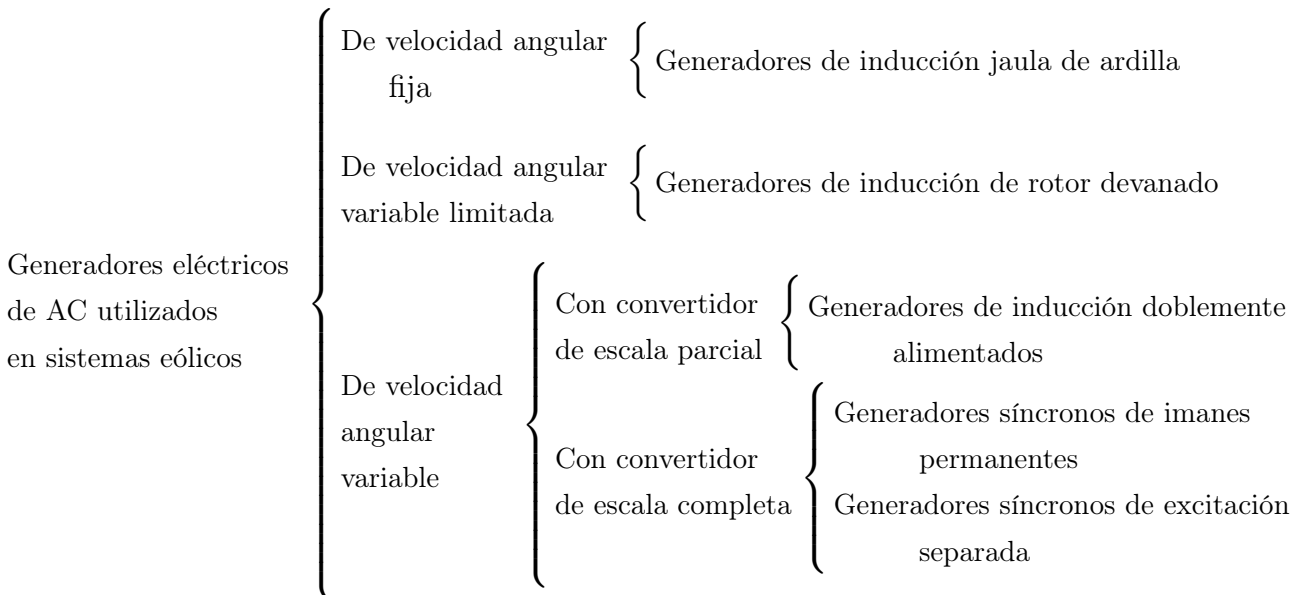 Generadores eléctricos
de AC utilizados
en sistemas eólicos
De velocidad angular
fija
Generadores de inducción jaula de ardilla
De velocidad angular
variable limitada
Generadores de inducción de rotor devanado
De velocidad
angular
variable
Con convertidor
de escala parcial
Generadores de inducción doblemente
alimentados
Con convertidor
de escala completa
Generadores síncronos de imanes
permanentes
Generadores síncronos de excitación
separada